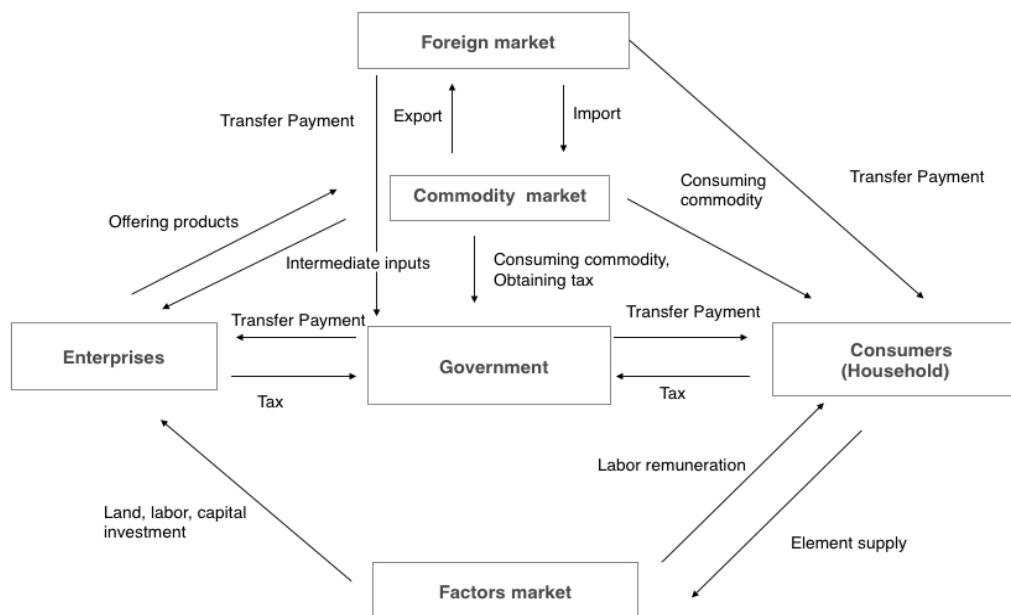 Foreign market
Transfer Payment
Export
Import
Commodity market
Consuming
commodity
Transfer Payment
Offering products
Intermediate inputs
Consuming commodity,
Obtaining tax
Transfer Payment
Transfer Payment
Enterprises
Government
Consumers
(Household)
Tax
Tax
Labor remuneration
Land, labor, capital
investment
Element supply
Factors market